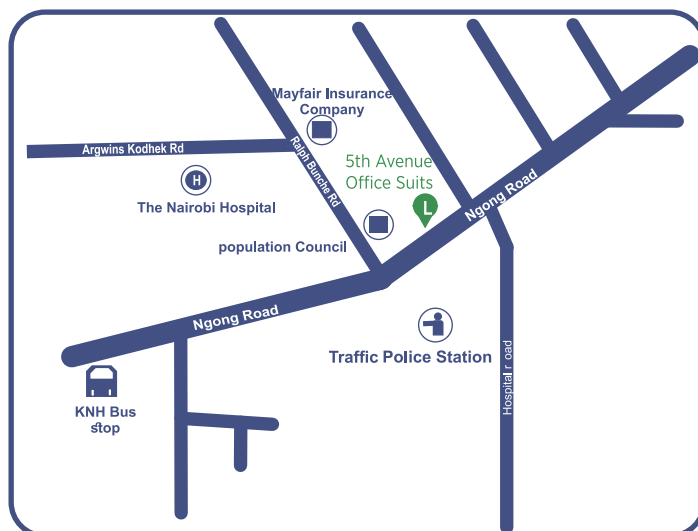 Mayfair Insurance
Company
Argwins Kodhek Rd
Ralph Bunche Rd
5th Avenue
Office Suits
H
The Nairobi Hospital
L
Ngong Road
population Council
Ngong Road
Traffic Police Station
Hospital r oad
KNH Bus
stop